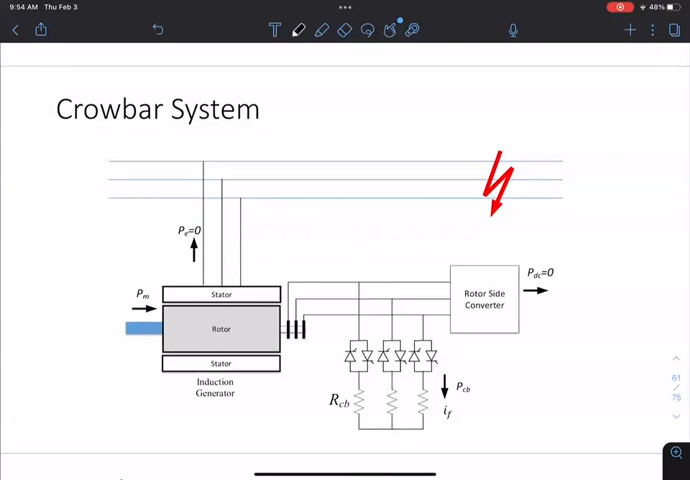 9:54 AM Thu Feb 3
48%
Crowbar System
Pe=0
Pm
Stator
Rotor
Stator
Induction
Generator
Rotor Side
Converter
Pdc=0
Rcb
Pcb
if
61
/
75